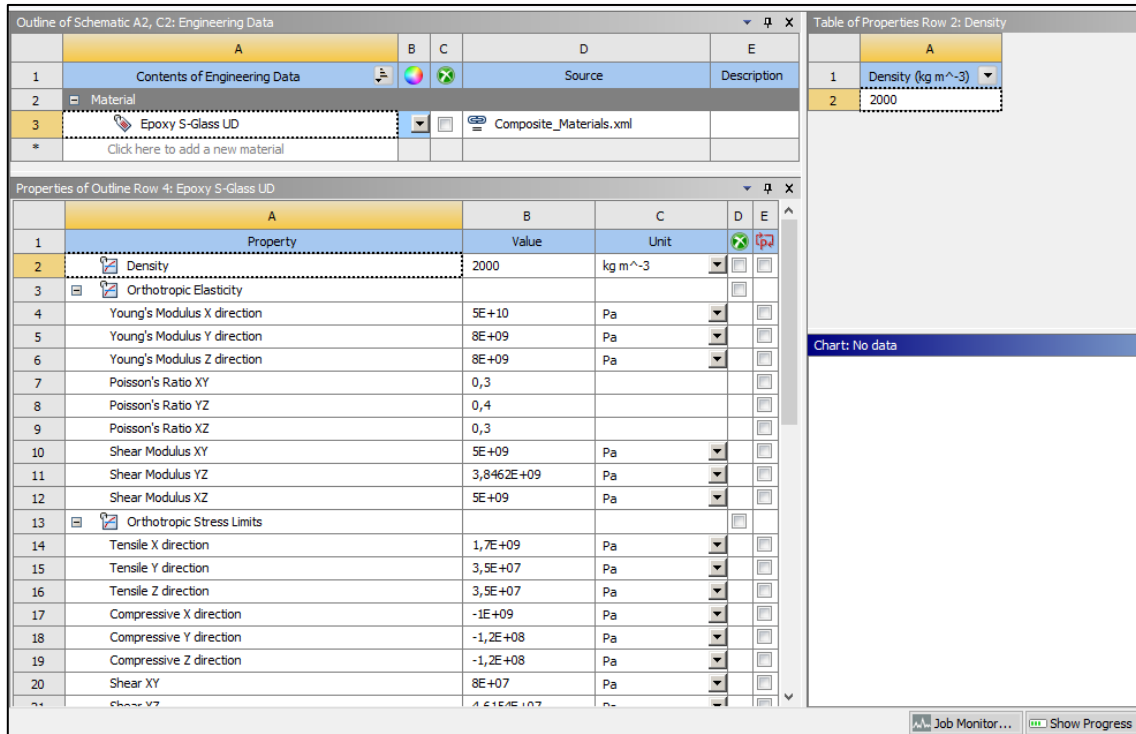 Outline of Schematic A2, C2: Engineering Data
A B C D E
1 Contents of Engineering Data Source Description
2 Material
3 Epoxy S-Glass UD Composite_Materials.xml
* Click here to add a new material
Table of Properties Row 2: Density
A
1 Density (kg m^-3)
2 2000
Properties of Outline Row 4: Epoxy S-Glass UD
A B C D E
1 Property Value Unit
2 Density 2000 kg m^-3
3 Orthotropic Elasticity
4 Young's Modulus X direction 5E+10 Pa
5 Young's Modulus Y direction 8E+09 Pa
6 Young's Modulus Z direction 8E+09 Pa
7 Poisson's Ratio XY 0,3
8 Poisson's Ratio YZ 0,4
9 Poisson's Ratio XZ 0,3
10 Shear Modulus XY 5E+09 Pa
11 Shear Modulus YZ 3,8462E+09 Pa
12 Shear Modulus XZ 5E+09 Pa
13 Orthotropic Stress Limits
14 Tensile X direction 1,7E+09 Pa
15 Tensile Y direction 3,5E+07 Pa
16 Tensile Z direction 3,5E+07 Pa
17 Compressive X direction -1E+09 Pa
18 Compressive Y direction -1,2E+08 Pa
19 Compressive Z direction -1,2E+08 Pa
20 Shear XY 8E+07 Pa
Chart: No data
Job Monitor... Show Progress